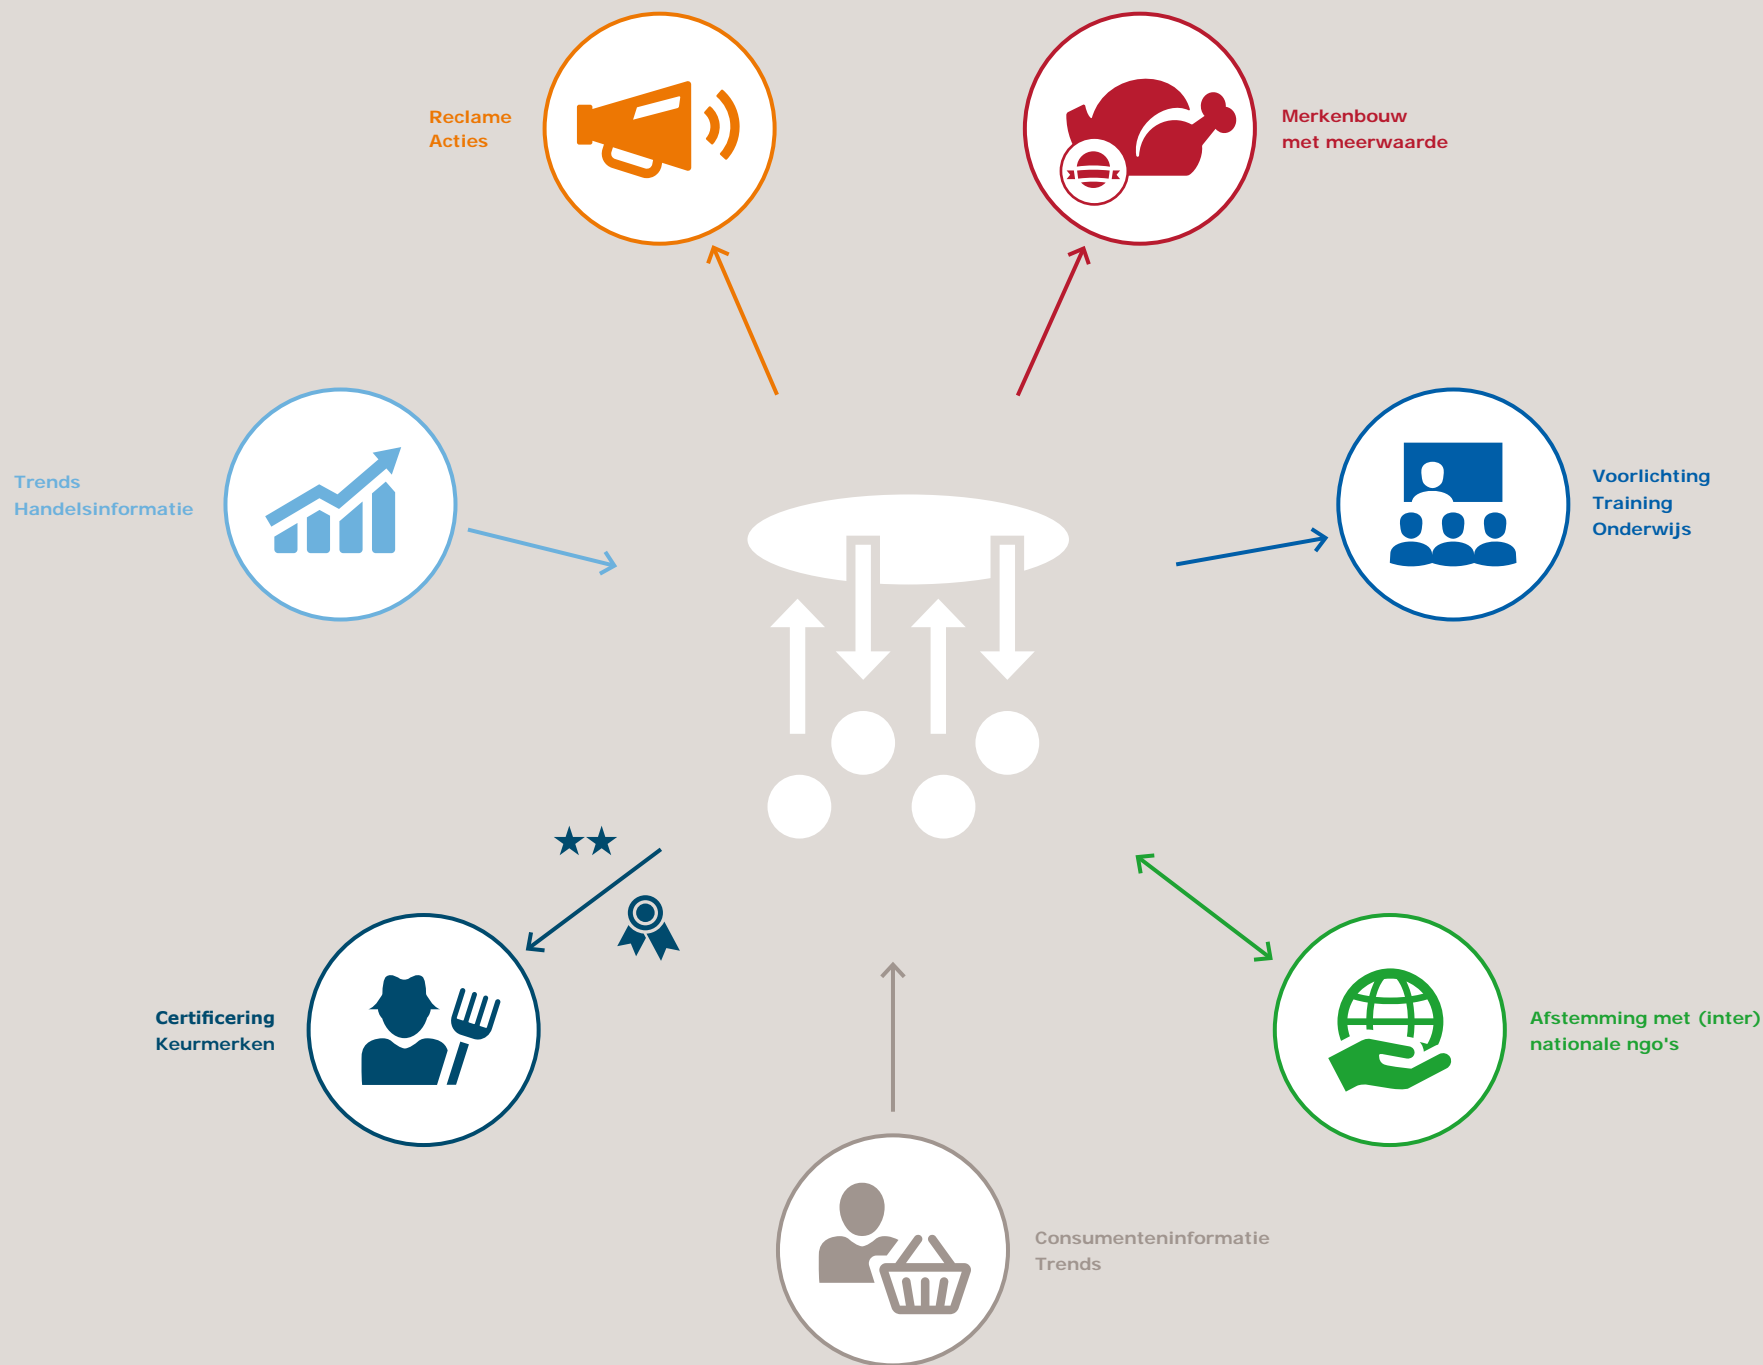 Reclame
Acties
Merkenbouw
met meerwaarde
Trends
Handelsinformatie
Voorlichting
Training
Onderwijs
Certificering
Keurmerken
Afstemming met (inter)
nationale ngo's
Consumenteninformatie
Trends